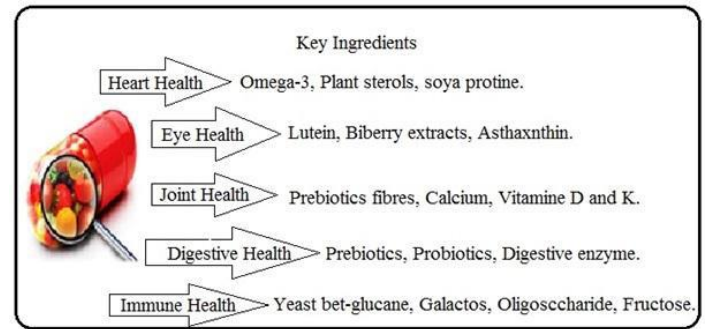 Key Ingredients
Heart Health Omega-3, Plant sterols, soya protine.
Eye Health Lutein, Biberry extracts, Asthaxnthin.
Joint Health Prebiotics fibres, Calcium, Vitamine D and K.
Digestive Health Prebiotics, Probiotics, Digestive enzyme.
Immune Health Yeast bet-glucane, Galactos, Oligosccharide, Fructose.